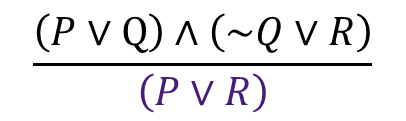 (P ∨ Q) ∧ (~Q ∨ R)
(P ∨ R)